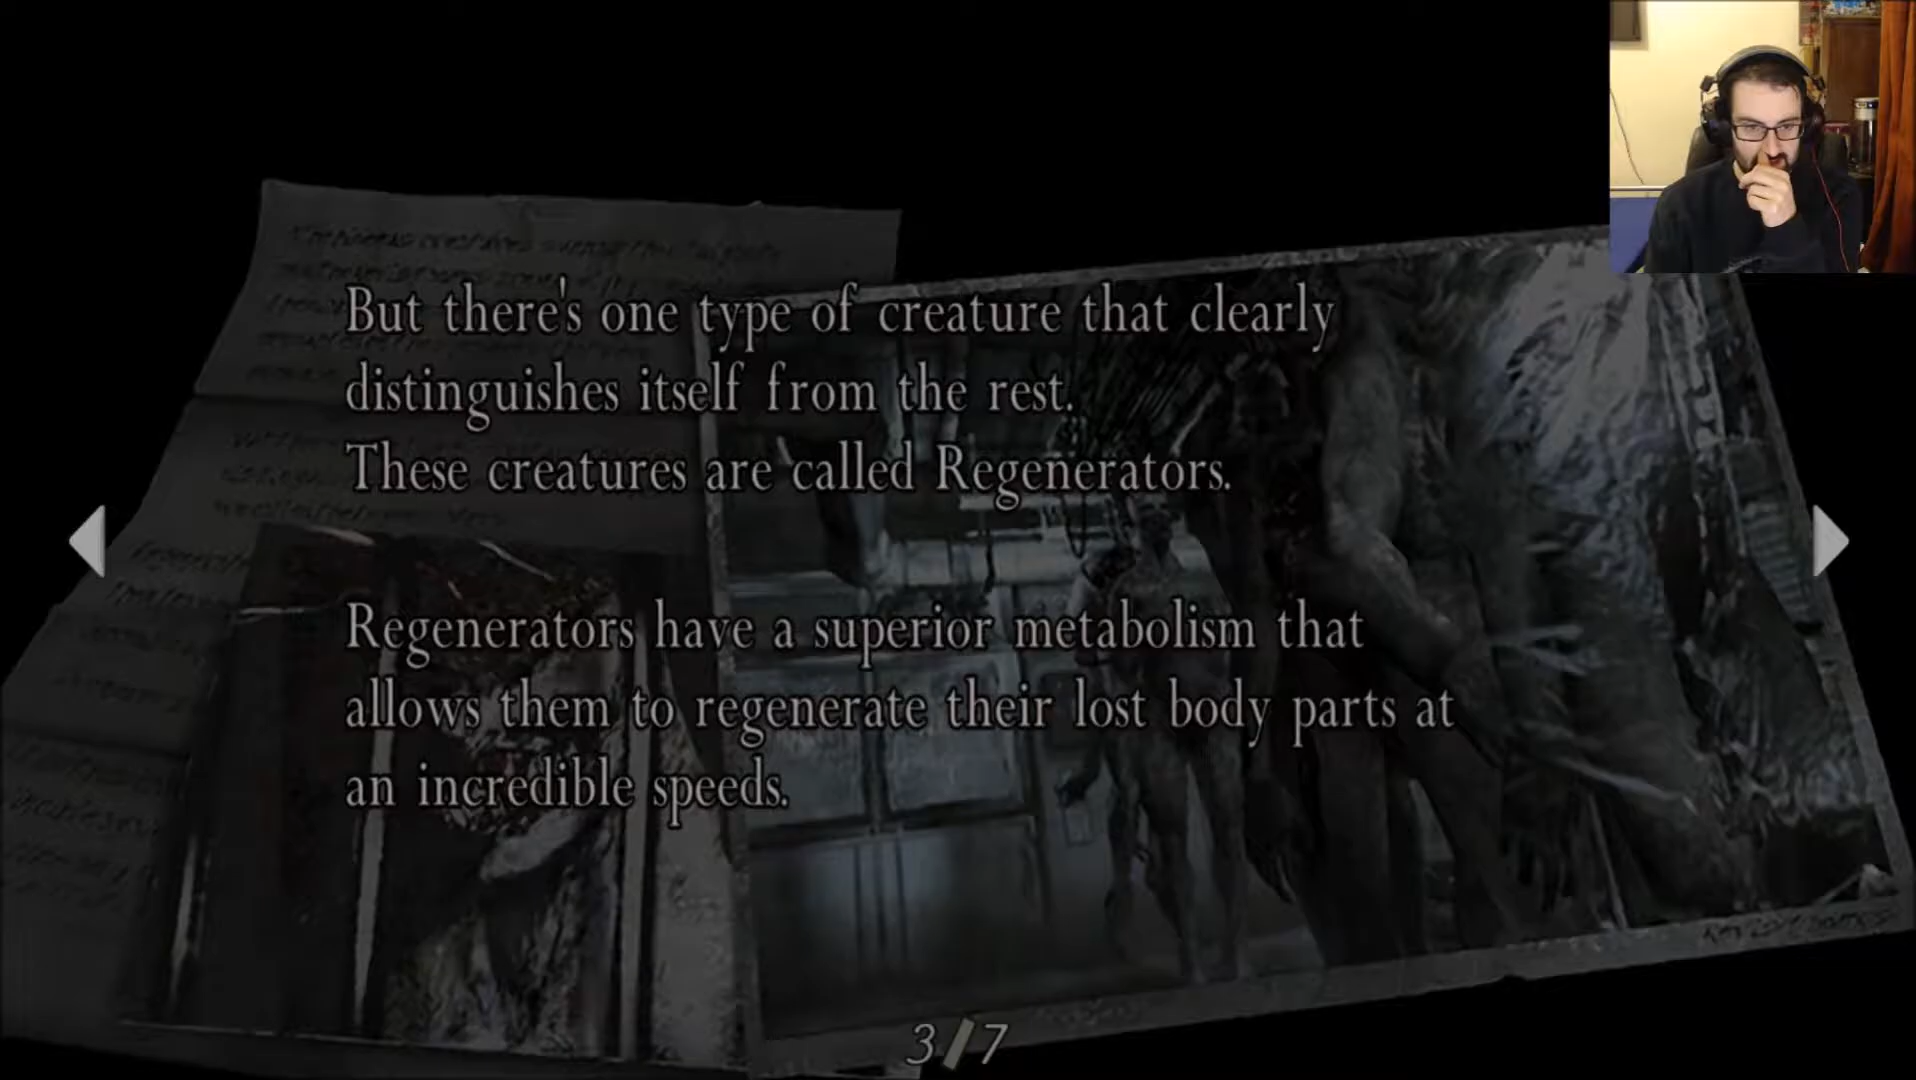 But there's one type of creature that clearly
distinguishes itself from the rest.
These creatures are called Regenerators.
Regenerators have a superior metabolism that
allows them to regenerate their lost body parts at
an incredible speeds.
3/7